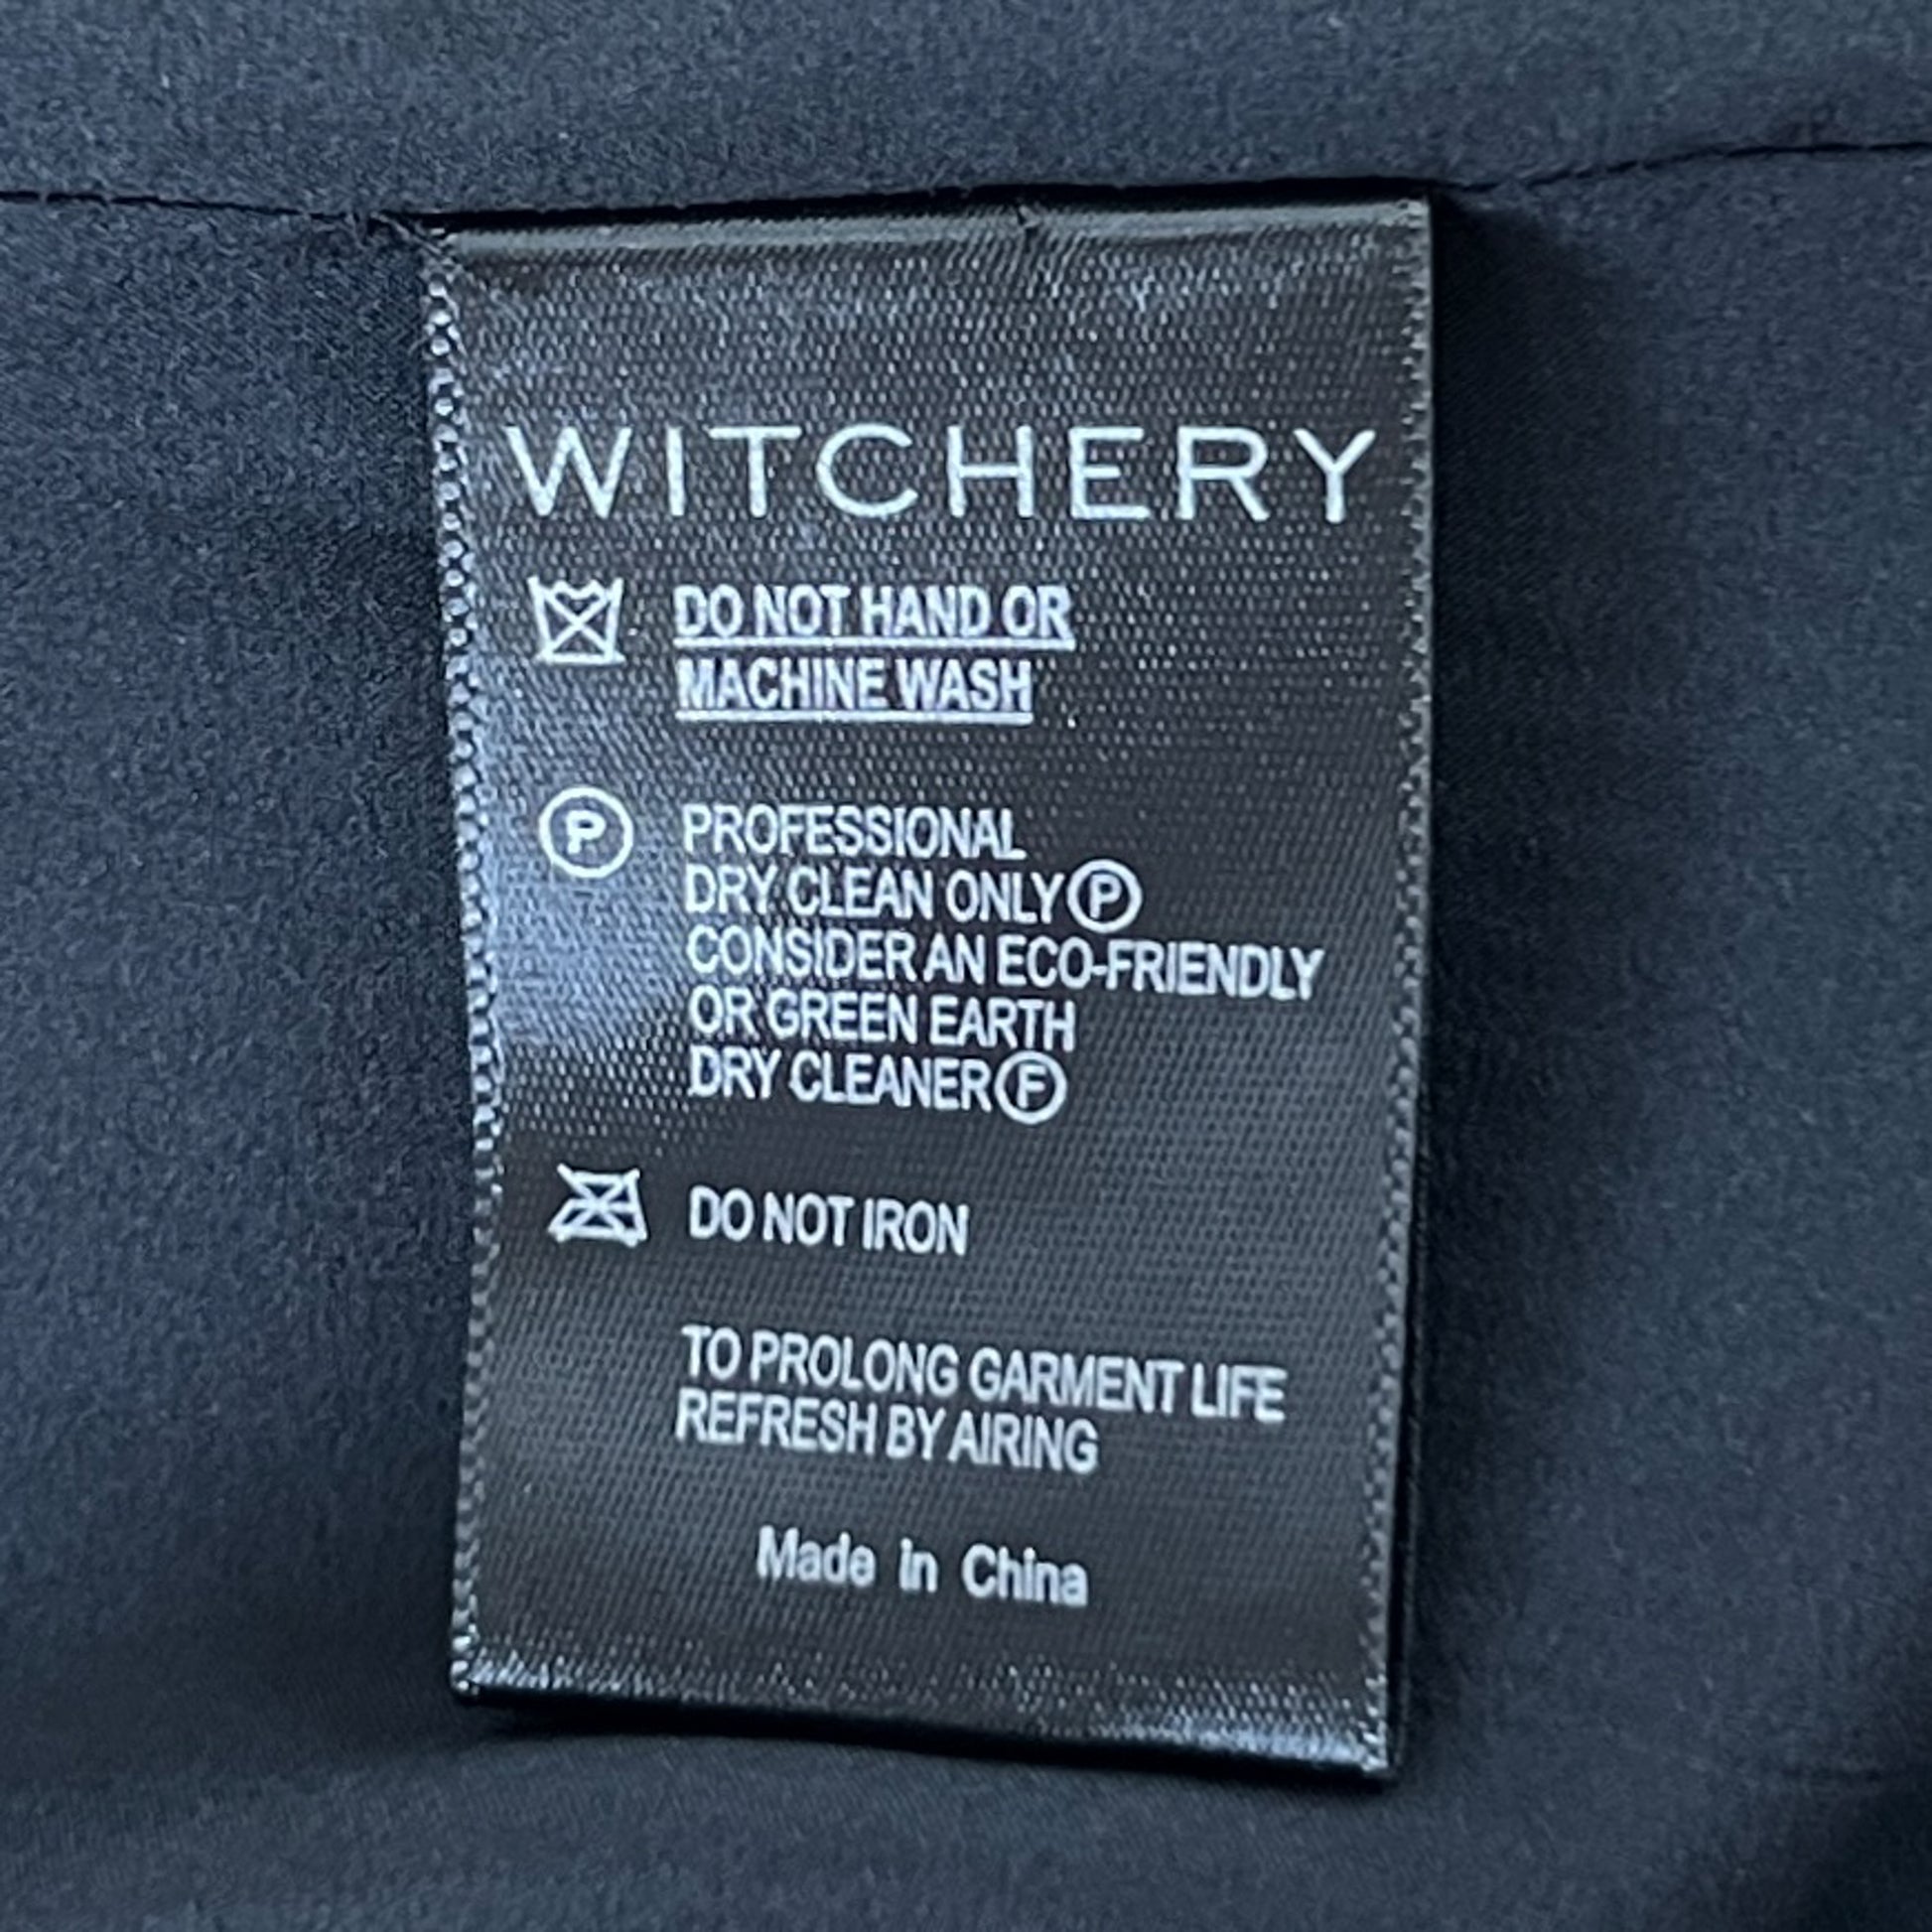 WITCHERY
DO NOT HAND OR
MACHINE WASH
P PROFESSIONAL
DRY CLEAN ONLY P
CONSIDER AN ECO-FRIENDLY
OR GREEN EARTH
DRY CLEANER F
DO NOT IRON
TO PROLONG GARMENT LIFE
REFRESH BY AIRING
Made in China